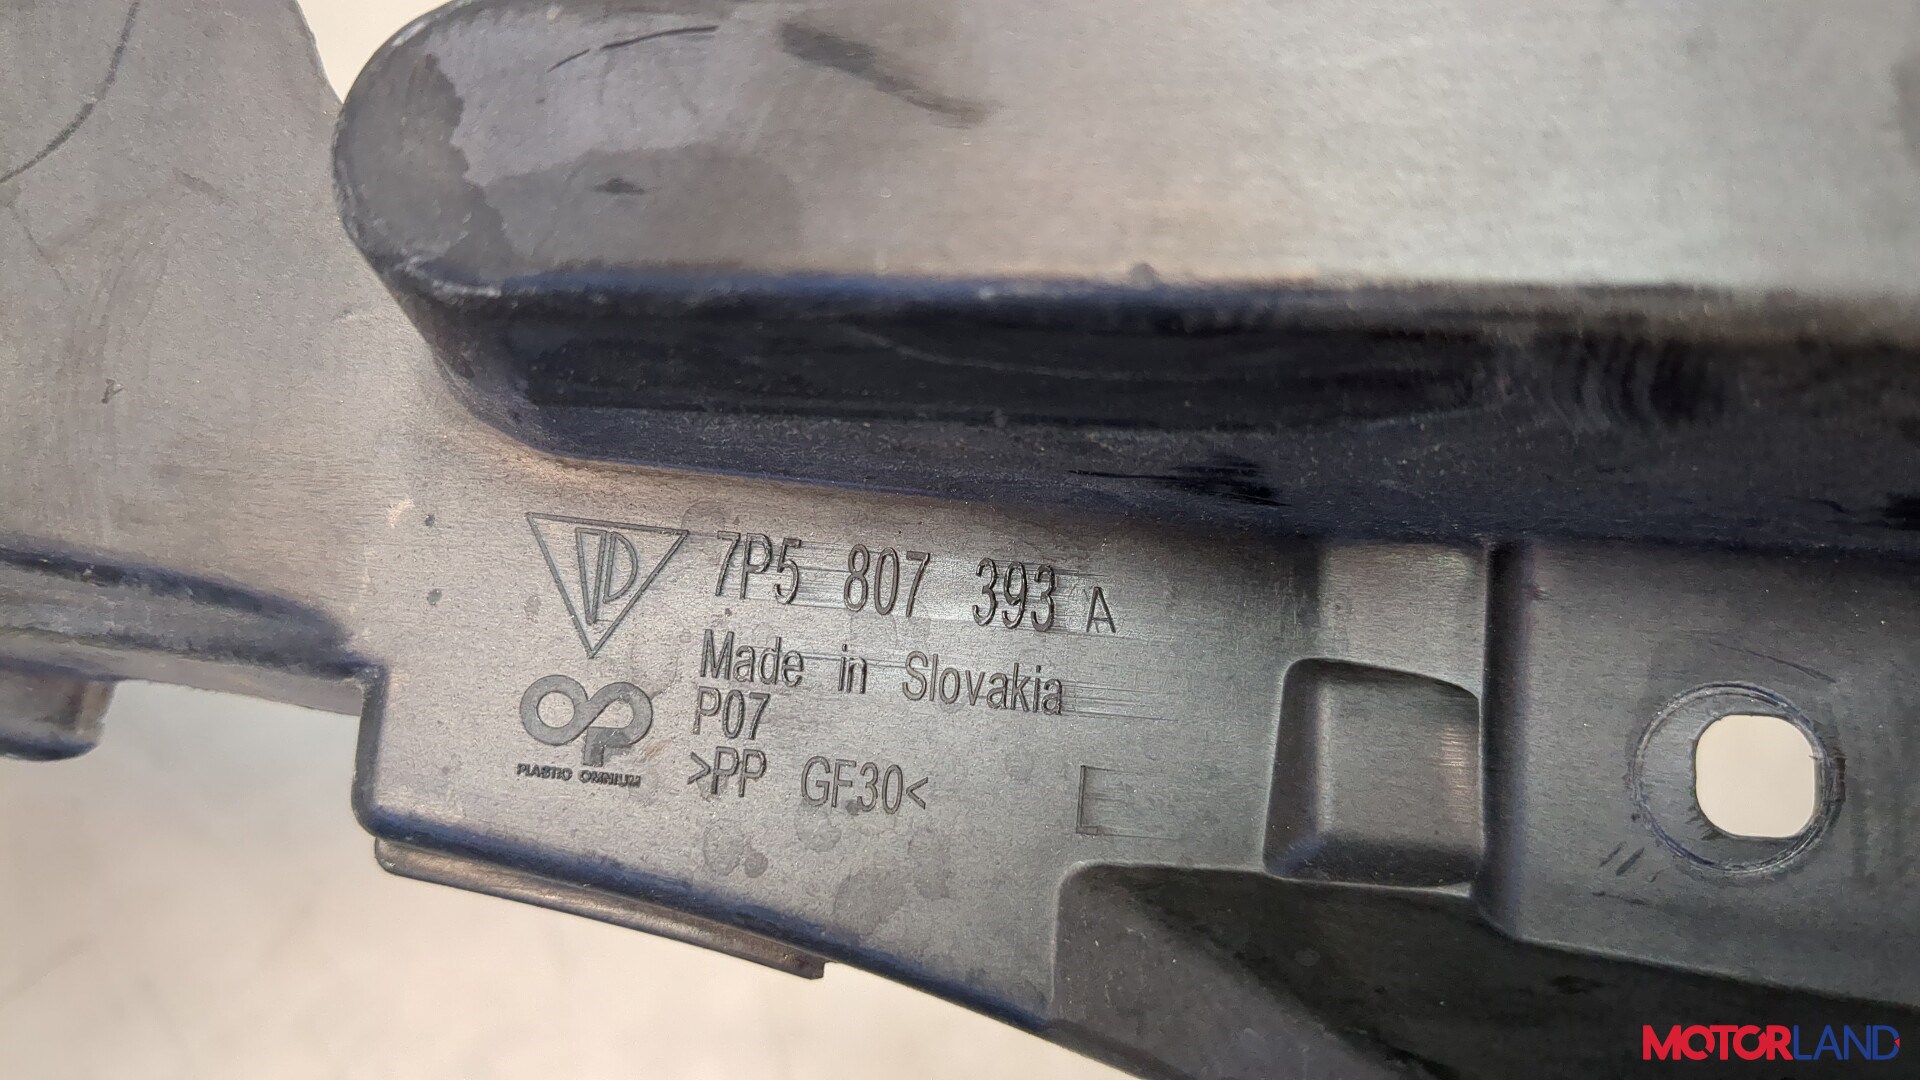 7P5 807 393 A
Made in Slovakia
P07
>PP GF30<
PLASTIC OMNIUM
MOTORLAND